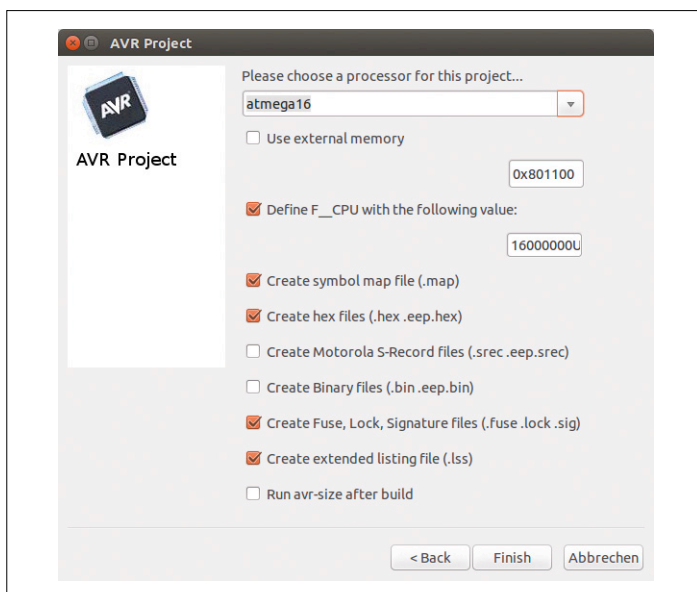 AVR Project
AVR
AVR Project
Please choose a processor for this project...
atmega16
Use external memory
0x801100
Define F__CPU with the following value:
16000000U
Create symbol map file (.map)
Create hex files (.hex .eep.hex)
Create Motorola S-Record files (.srec .eep.srec)
Create Binary files (.bin .eep.bin)
Create Fuse, Lock, Signature files (.fuse .lock .sig)
Create extended listing file (.lss)
Run avr-size after build
< Back
Finish
Abbrechen